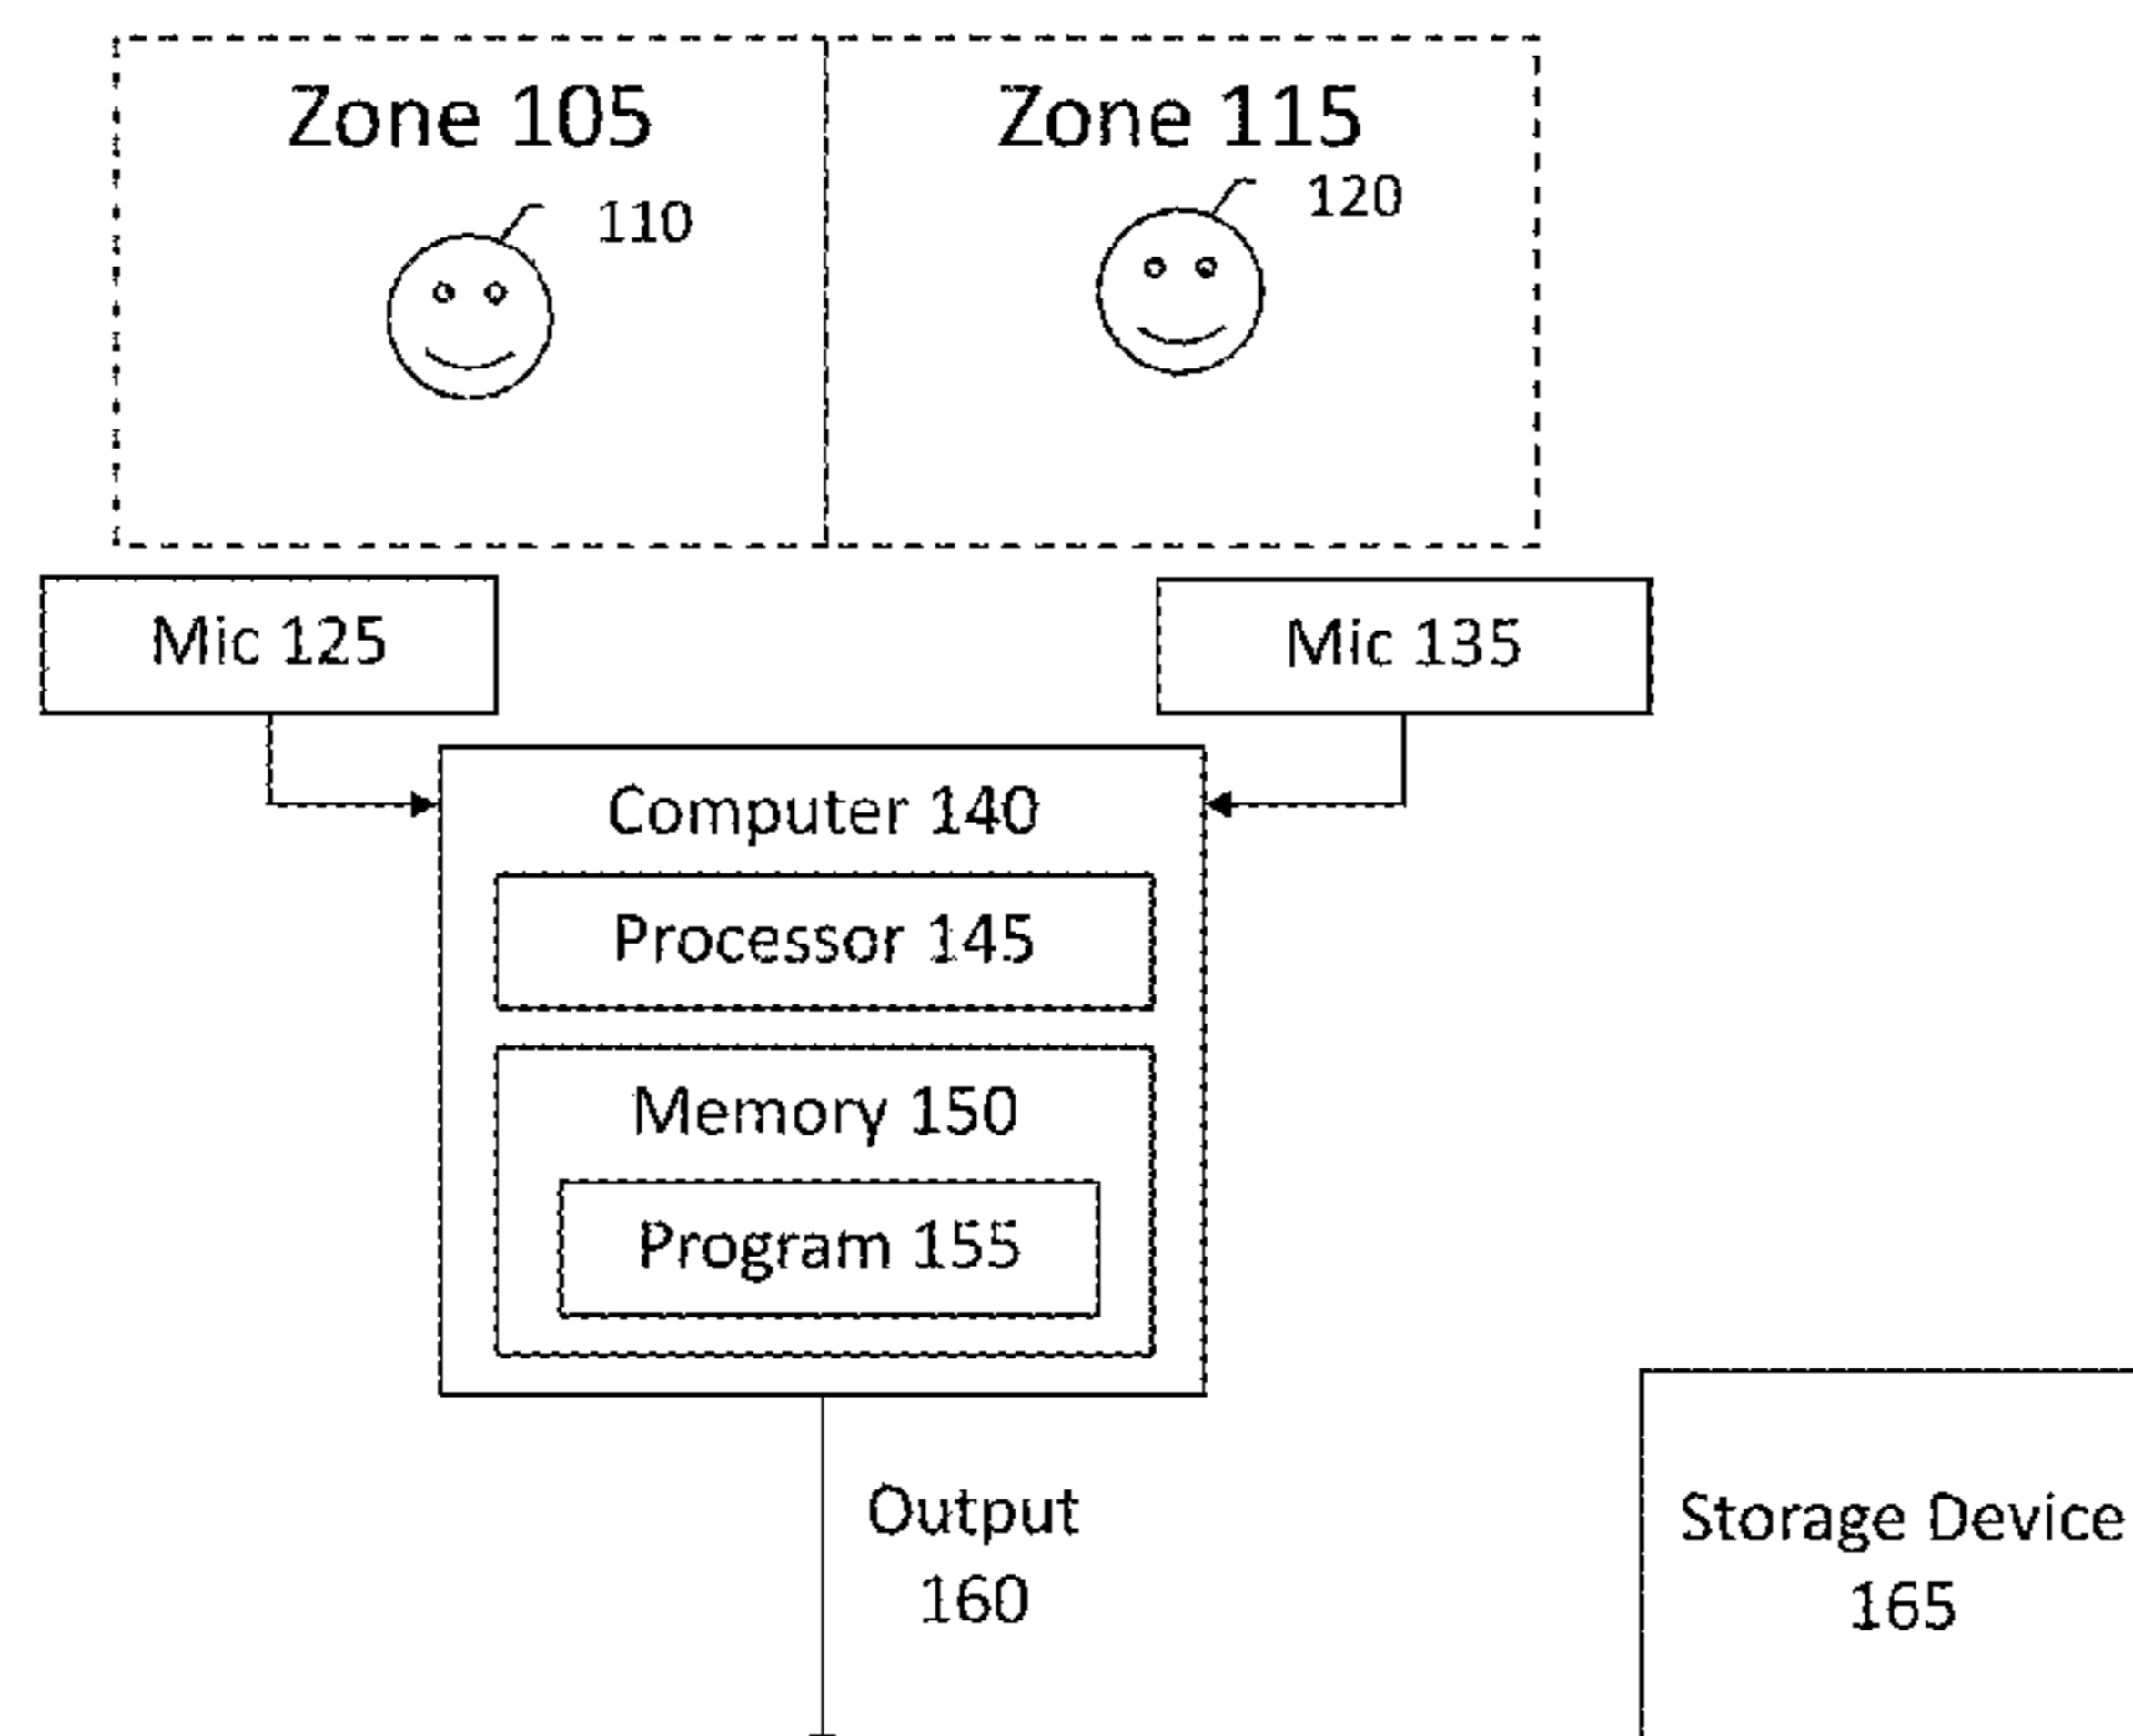 Zone 105
Zone 115
110
120
Mic 125
Mic 135
Computer 140
Processor 145
Memory 150
Program 155
Output
160
Storage Device
165